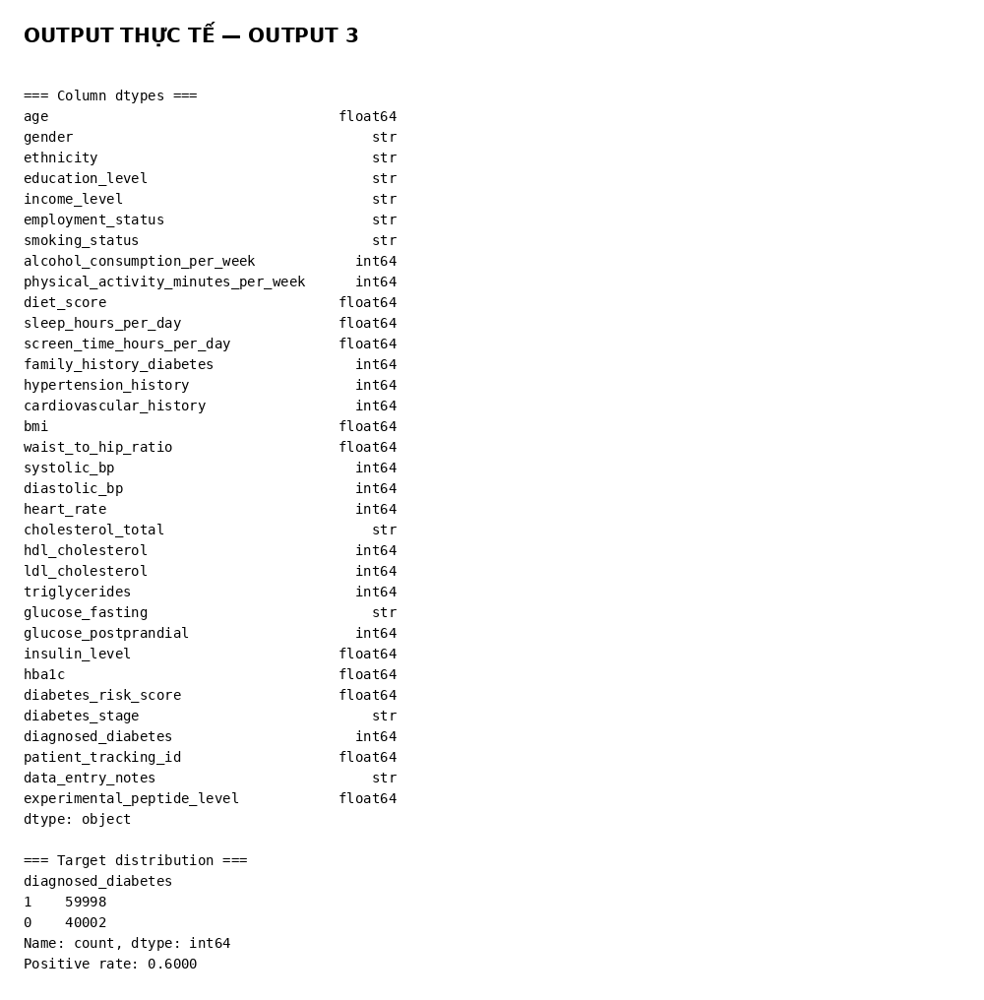 OUTPUT THỰC TẾ — OUTPUT 3
=== Column dtypes ===
age float64
gender str
ethnicity str
education_level str
income_level str
employment_status str
smoking_status str
alcohol_consumption_per_week int64
physical_activity_minutes_per_week int64
diet_score float64
sleep_hours_per_day float64
screen_time_hours_per_day float64
family_history_diabetes int64
hypertension_history int64
cardiovascular_history int64
bmi float64
waist_to_hip_ratio float64
systolic_bp int64
diastolic_bp int64
heart_rate int64
cholesterol_total str
hdl_cholesterol int64
ldl_cholesterol int64
triglycerides int64
glucose_fasting str
glucose_postprandial int64
insulin_level float64
hba1c float64
diabetes_risk_score float64
diabetes_stage str
diagnosed_diabetes int64
patient_tracking_id float64
data_entry_notes str
experimental_peptide_level float64
dtype: object
=== Target distribution ===
diagnosed_diabetes
1 59998
0 40002
Name: count, dtype: int64
Positive rate: 0.6000